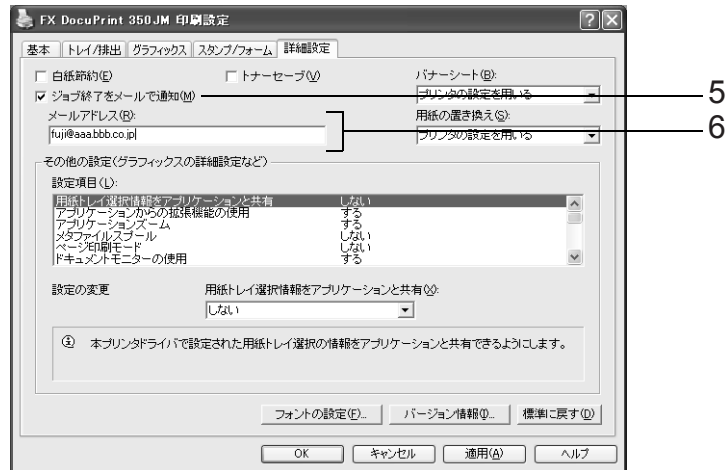 FX DocuPrint 350JM 印刷設定
基本 トレイ/排出 グラフィックス スタンプ/フォーム 詳細設定
白紙節約(E) トナーセーブ(V) バナーシート(B):
ジョブ終了をメールで通知(M) プリンタの設定を用いる 5
メールアドレス(R): 用紙の置き換え(S):
fuji@aaa.bbb.co.jp プリンタの設定を用いる 6
その他の設定(グラフィックスの詳細設定など)
設定項目(L):
用紙トレイ選択情報をアプリケーションと共有 しない
アプリケーションからの拡張機能の使用 する
アプリケーションズーム する
メタファイルスプール しない
ページ印刷モード しない
ドキュメントモニターの使用 する
設定の変更 用紙トレイ選択情報をアプリケーションと共有(X):
しない
本プリンタドライバで設定された用紙トレイ選択の情報をアプリケーションと共有できるようにします。
フォントの設定(F)... バージョン情報(I)... 標準に戻す(D)
OK キャンセル 適用(A) ヘルプ